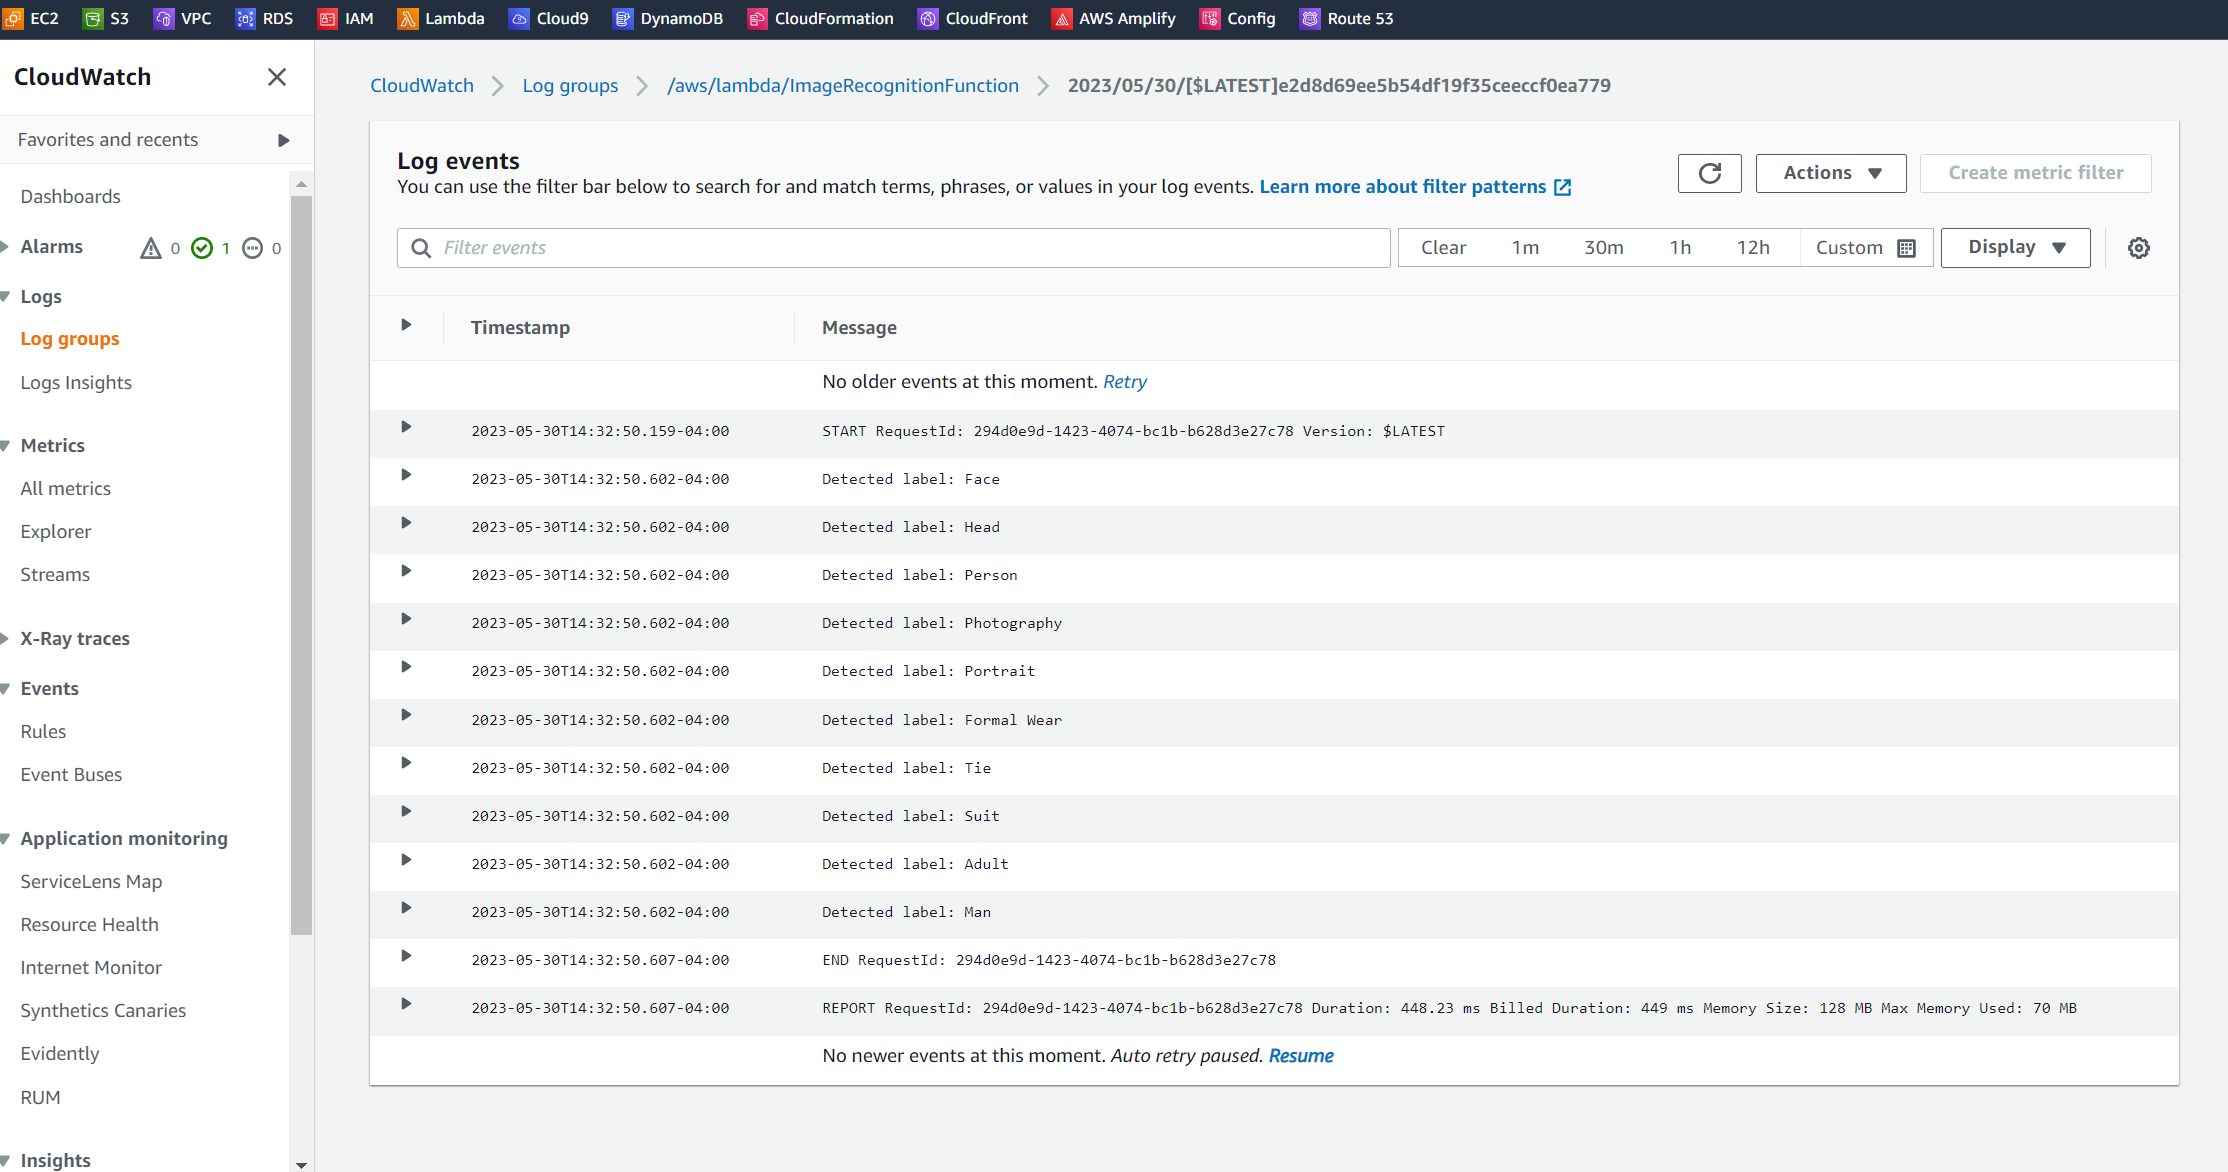 EC2 S3 VPC RDS IAM Lambda Cloud9 DynamoDB CloudFormation CloudFront AWS Amplify Config Route 53
CloudWatch
Favorites and recents
Dashboards
Alarms 0 1 0
Logs
Log groups
Logs Insights
Metrics
All metrics
Explorer
Streams
X-Ray traces
Events
Rules
Event Buses
Application monitoring
ServiceLens Map
Resource Health
Internet Monitor
Synthetics Canaries
Evidently
RUM
Insights
CloudWatch Log groups /aws/lambda/ImageRecognitionFunction 2023/05/30/[$LATEST]e2d8d69ee5b54df19f35ceeccf0ea779
Log events
You can use the filter bar below to search for and match terms, phrases, or values in your log events. Learn more about filter patterns
Actions Create metric filter
Filter events Clear 1m 30m 1h 12h Custom Display
Timestamp Message
No older events at this moment. Retry
2023-05-30T14:32:50.159-04:00 START RequestId: 294d0e9d-1423-4074-bc1b-b628d3e27c78 Version: $LATEST
2023-05-30T14:32:50.602-04:00 Detected label: Face
2023-05-30T14:32:50.602-04:00 Detected label: Head
2023-05-30T14:32:50.602-04:00 Detected label: Person
2023-05-30T14:32:50.602-04:00 Detected label: Photography
2023-05-30T14:32:50.602-04:00 Detected label: Portrait
2023-05-30T14:32:50.602-04:00 Detected label: Formal Wear
2023-05-30T14:32:50.602-04:00 Detected label: Tie
2023-05-30T14:32:50.602-04:00 Detected label: Suit
2023-05-30T14:32:50.602-04:00 Detected label: Adult
2023-05-30T14:32:50.602-04:00 Detected label: Man
2023-05-30T14:32:50.607-04:00 END RequestId: 294d0e9d-1423-4074-bc1b-b628d3e27c78
2023-05-30T14:32:50.607-04:00 REPORT RequestId: 294d0e9d-1423-4074-bc1b-b628d3e27c78 Duration: 448.23 ms Billed Duration: 449 ms Memory Size: 128 MB Max Memory Used: 70 MB
No newer events at this moment. Auto retry paused. Resume